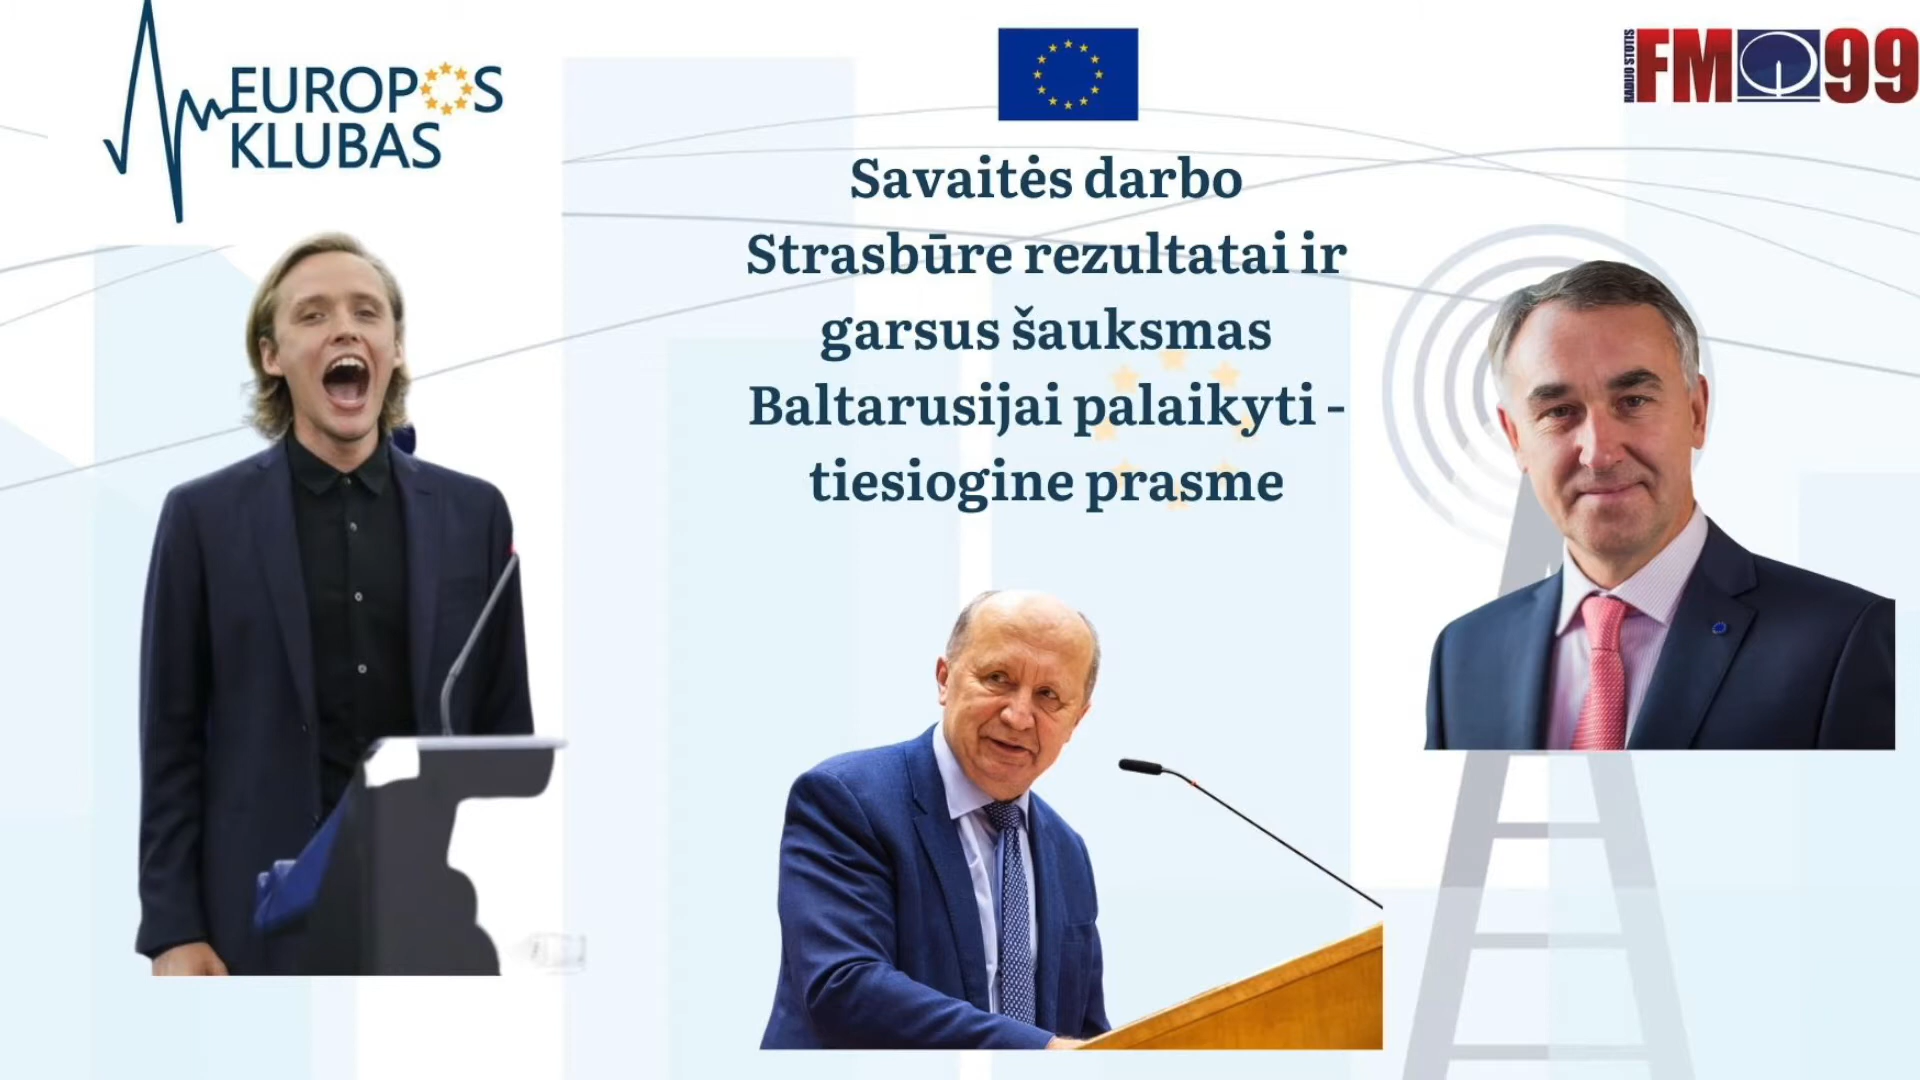 EUROPOS
KLUBAS
RADIJO STOTIS
FM99
Savaitės darbo
Strasbūre rezultatai ir
garsus šauksmas
Baltarusijai palaikyti -
tiesiogine prasme